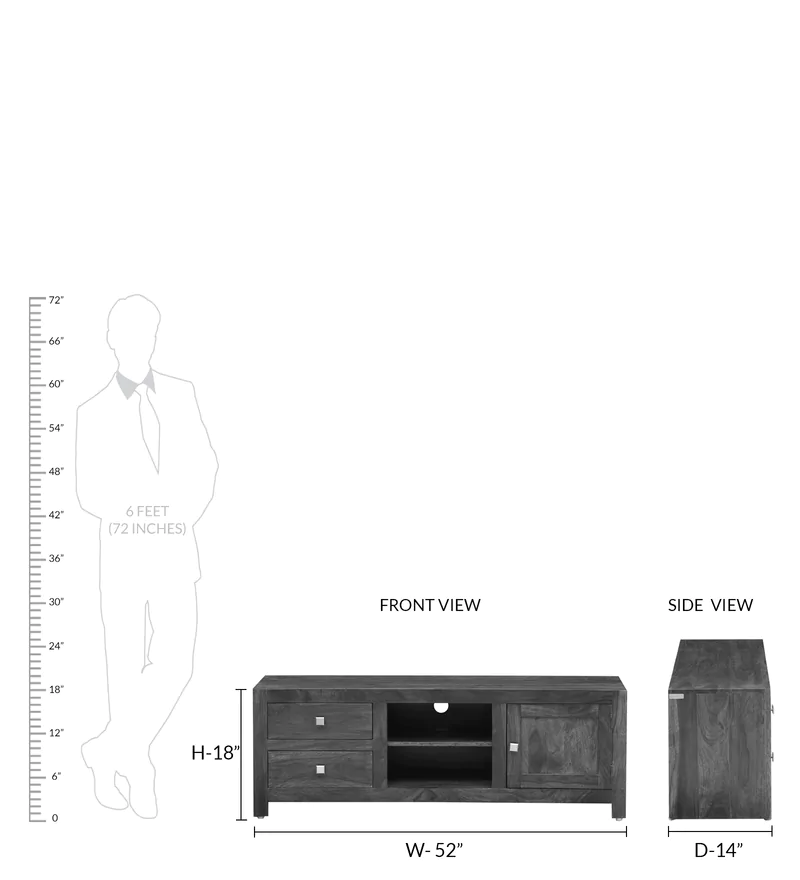 72”
66”
60”
54”
48”
42”
36”
30”
24”
18”
12”
6”
0
6 FEET
(72 INCHES)
FRONT VIEW
SIDE VIEW
H-18”
W- 52”
D-14”